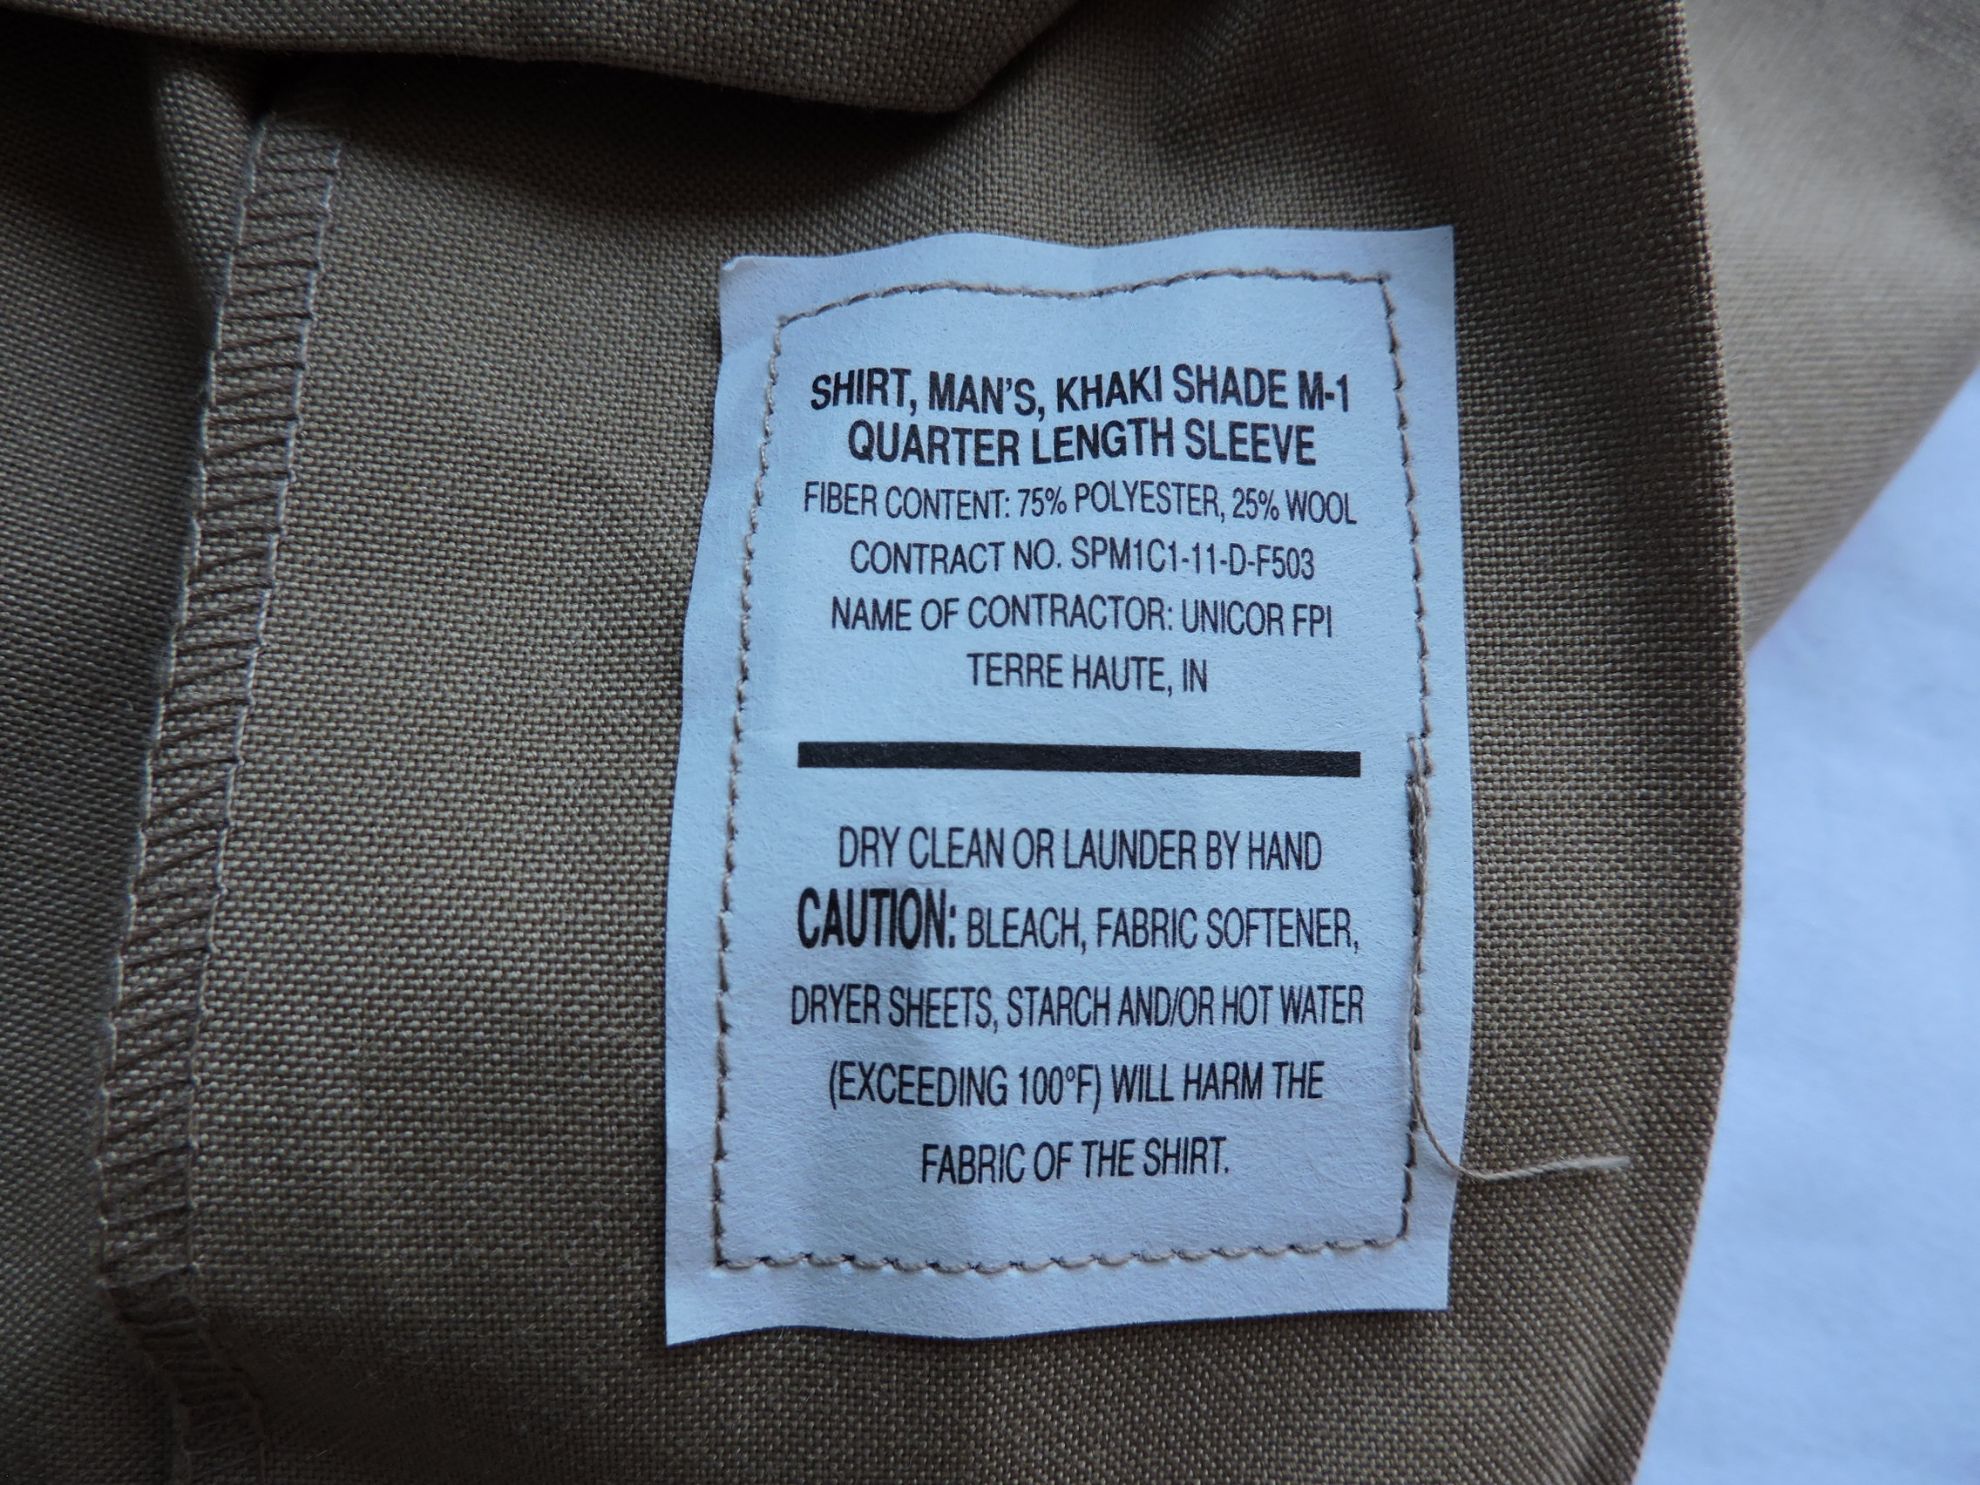 SHIRT, MAN'S, KHAKI SHADE M-1
QUARTER LENGTH SLEEVE
FIBER CONTENT: 75% POLYESTER, 25% WOOL
CONTRACT NO. SPM1C1-11-D-F503
NAME OF CONTRACTOR: UNICOR FPI
TERRE HAUTE, IN
DRY CLEAN OR LAUNDER BY HAND
CAUTION: BLEACH, FABRIC SOFTENER,
DRYER SHEETS, STARCH AND/OR HOT WATER
(EXCEEDING 100°F) WILL HARM THE
FABRIC OF THE SHIRT.